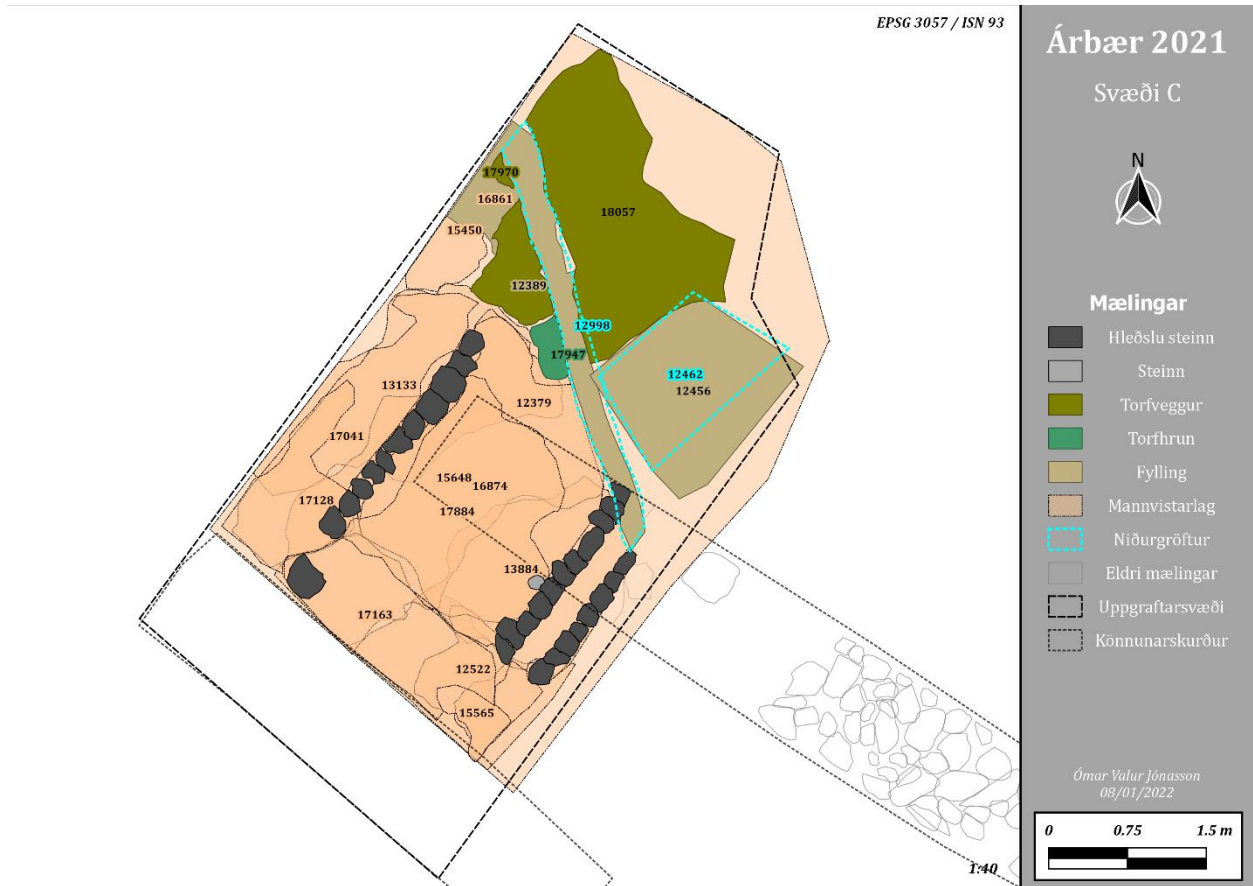 EPSG 3057 / ISN 93
Árbær 2021
Svæði C
N
17970
16861
15450
18057
12389
12998
17947
12462
12456
13133
12379
17041
15648
16874
17128
17884
13884
17163
12522
15565
Mælingar
Hleðslu steinn
Steinn
Torfveggur
Torfhrun
Fylling
Mannvistarlag
Niðurgröftur
Eldri mælingar
Uppgraftarsvæði
Könnunarskurður
Ómar Valur Jónasson
08/01/2022
0 0.75 1.5 m
1:40